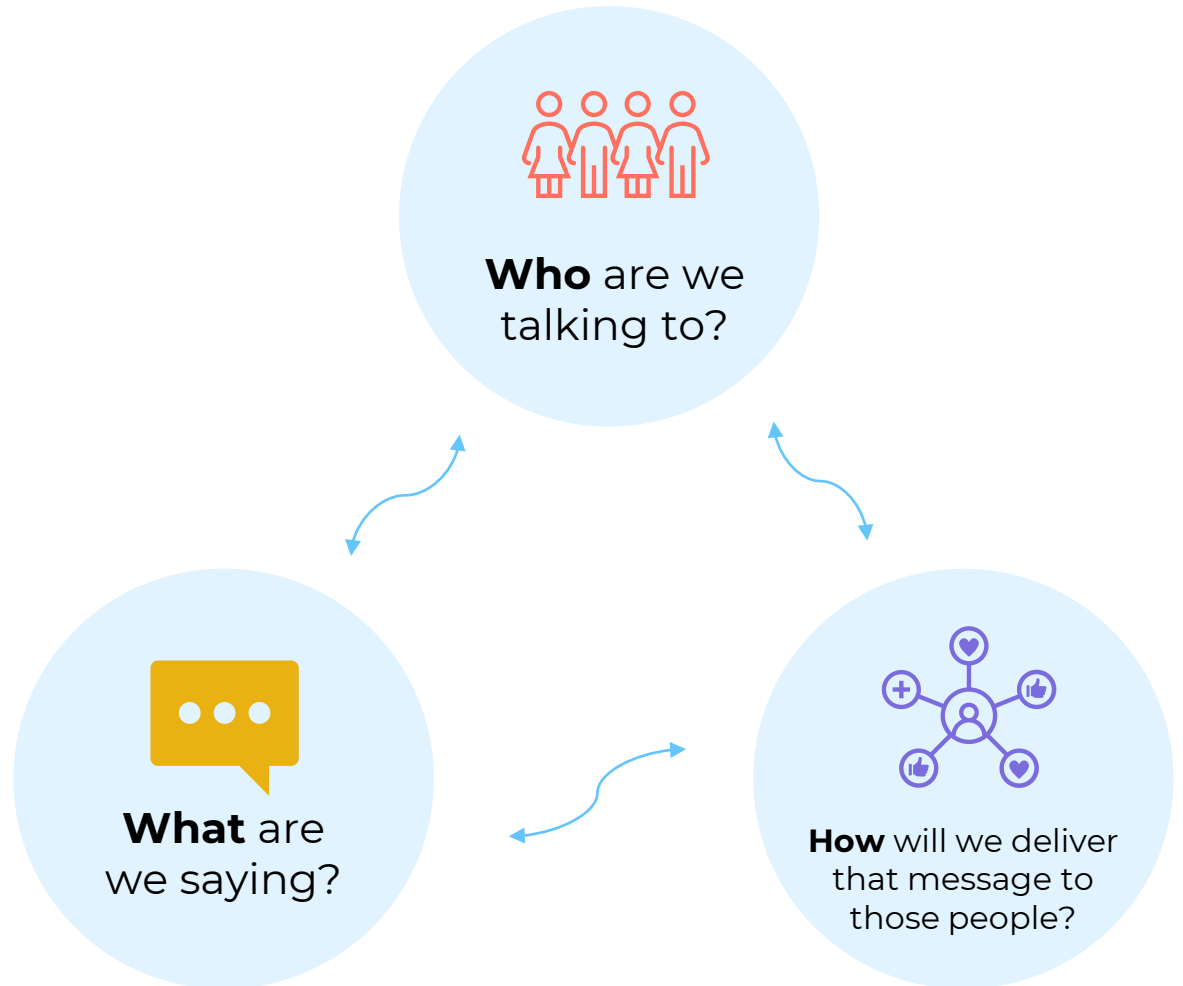 Who are we
talking to?
What are
we saying?
How will we deliver
that message to
those people?